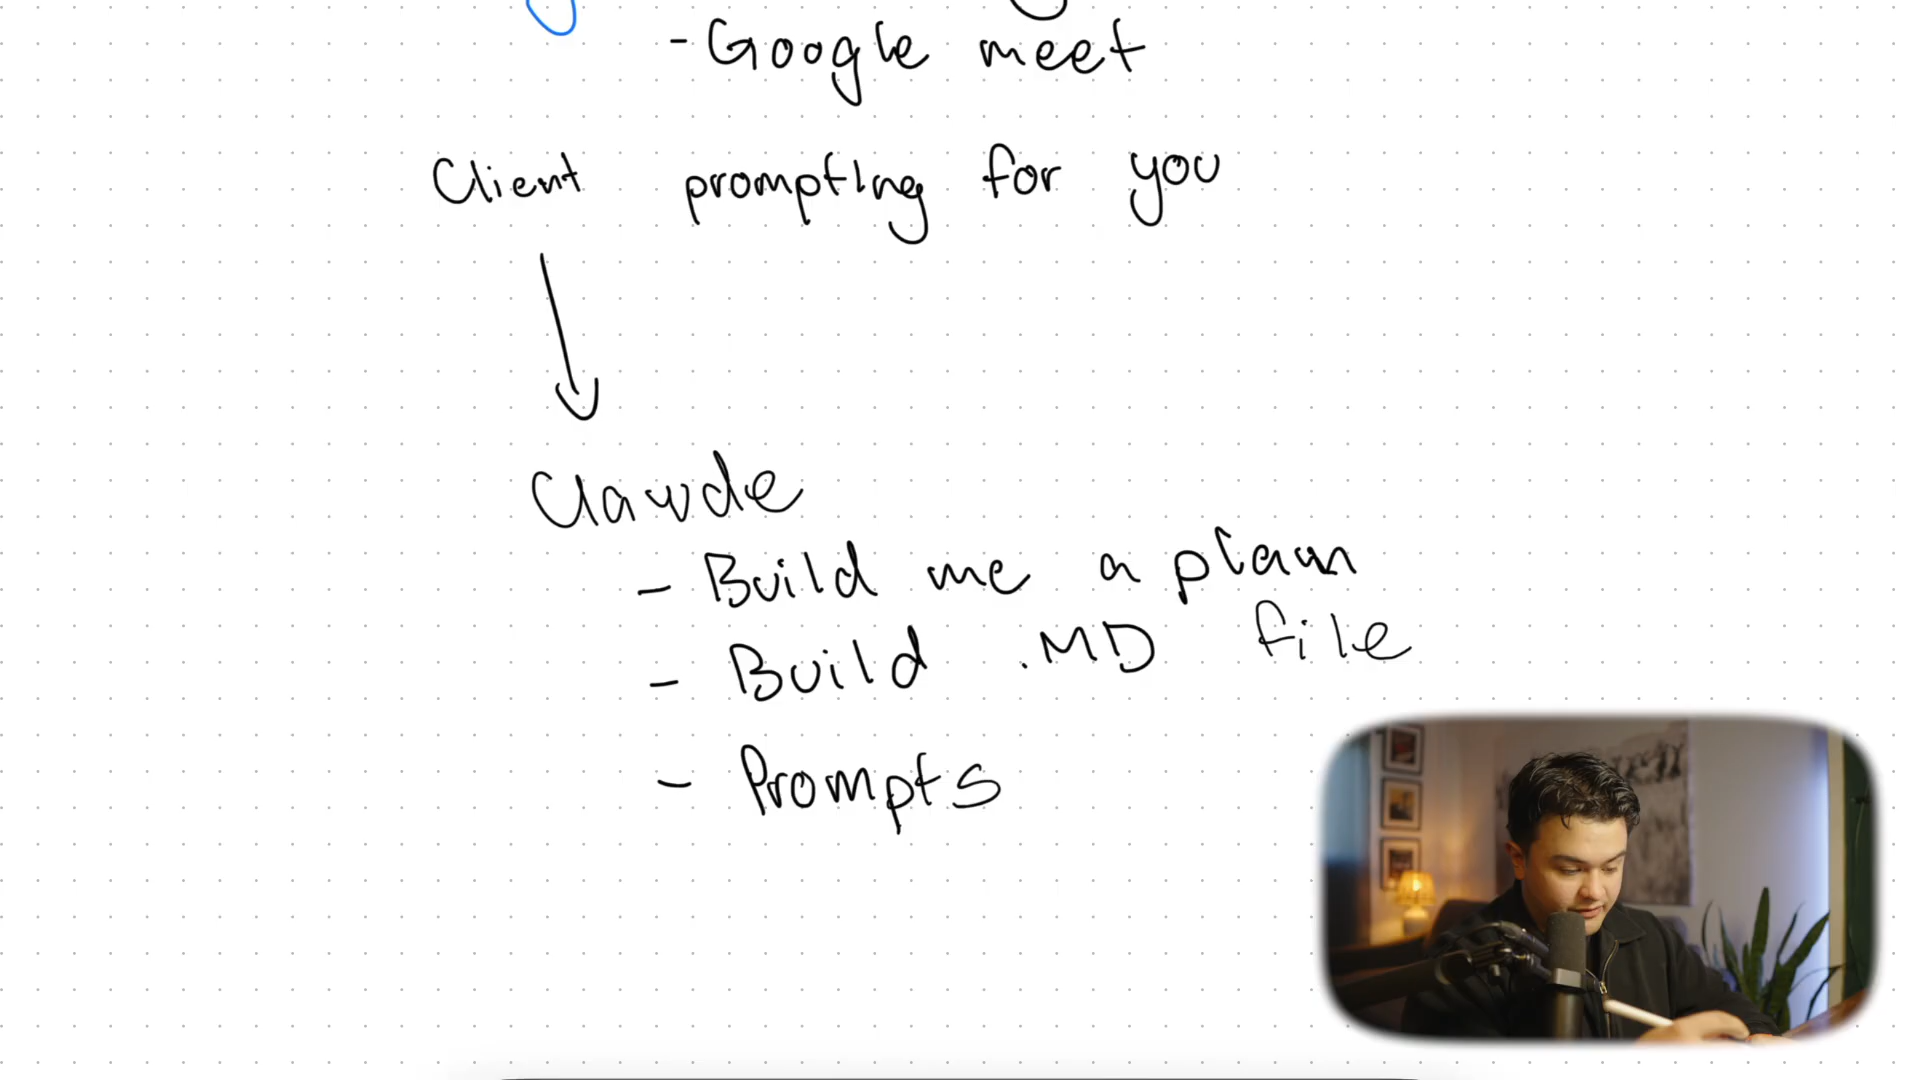 - Google meet
Client prompting for you
Claude
- Build me a plan
- Build .MD file
- Prompts